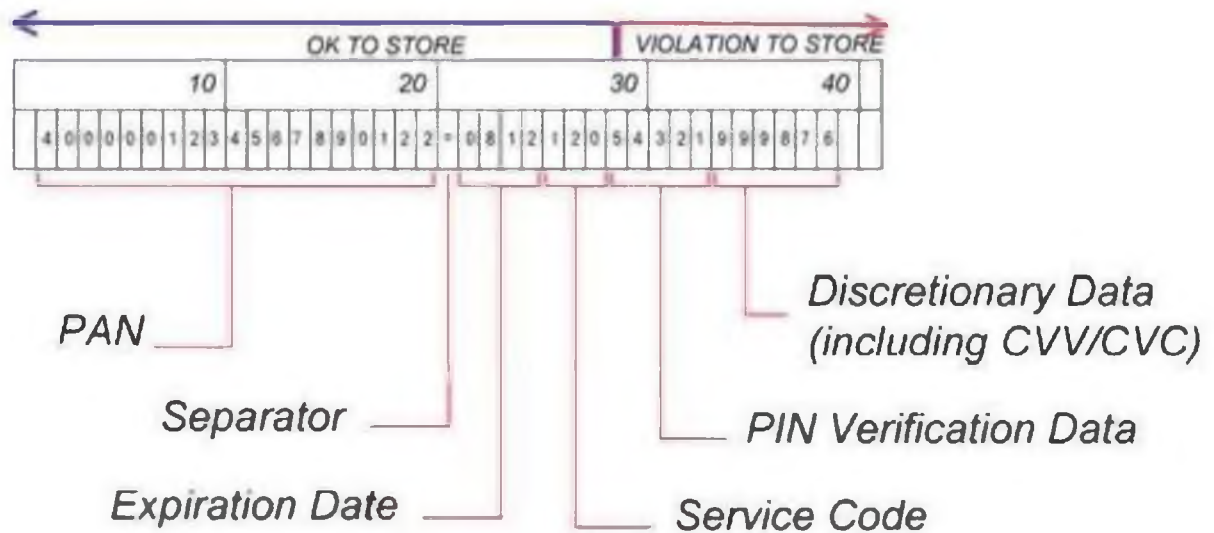 OK TO STORE VIOLATION TO STORE
10 20 30 40
4 0 0 0 0 0 1 2 3 4 5 6 7 8 9 0 1 2 2 = 0 8 1 2 1 2 0 5 4 3 2 1 9 9 9 8 7 6
Discretionary Data
PAN (including CVV/CVC)
Separator PIN Verification Data
Expiration Date Service Code